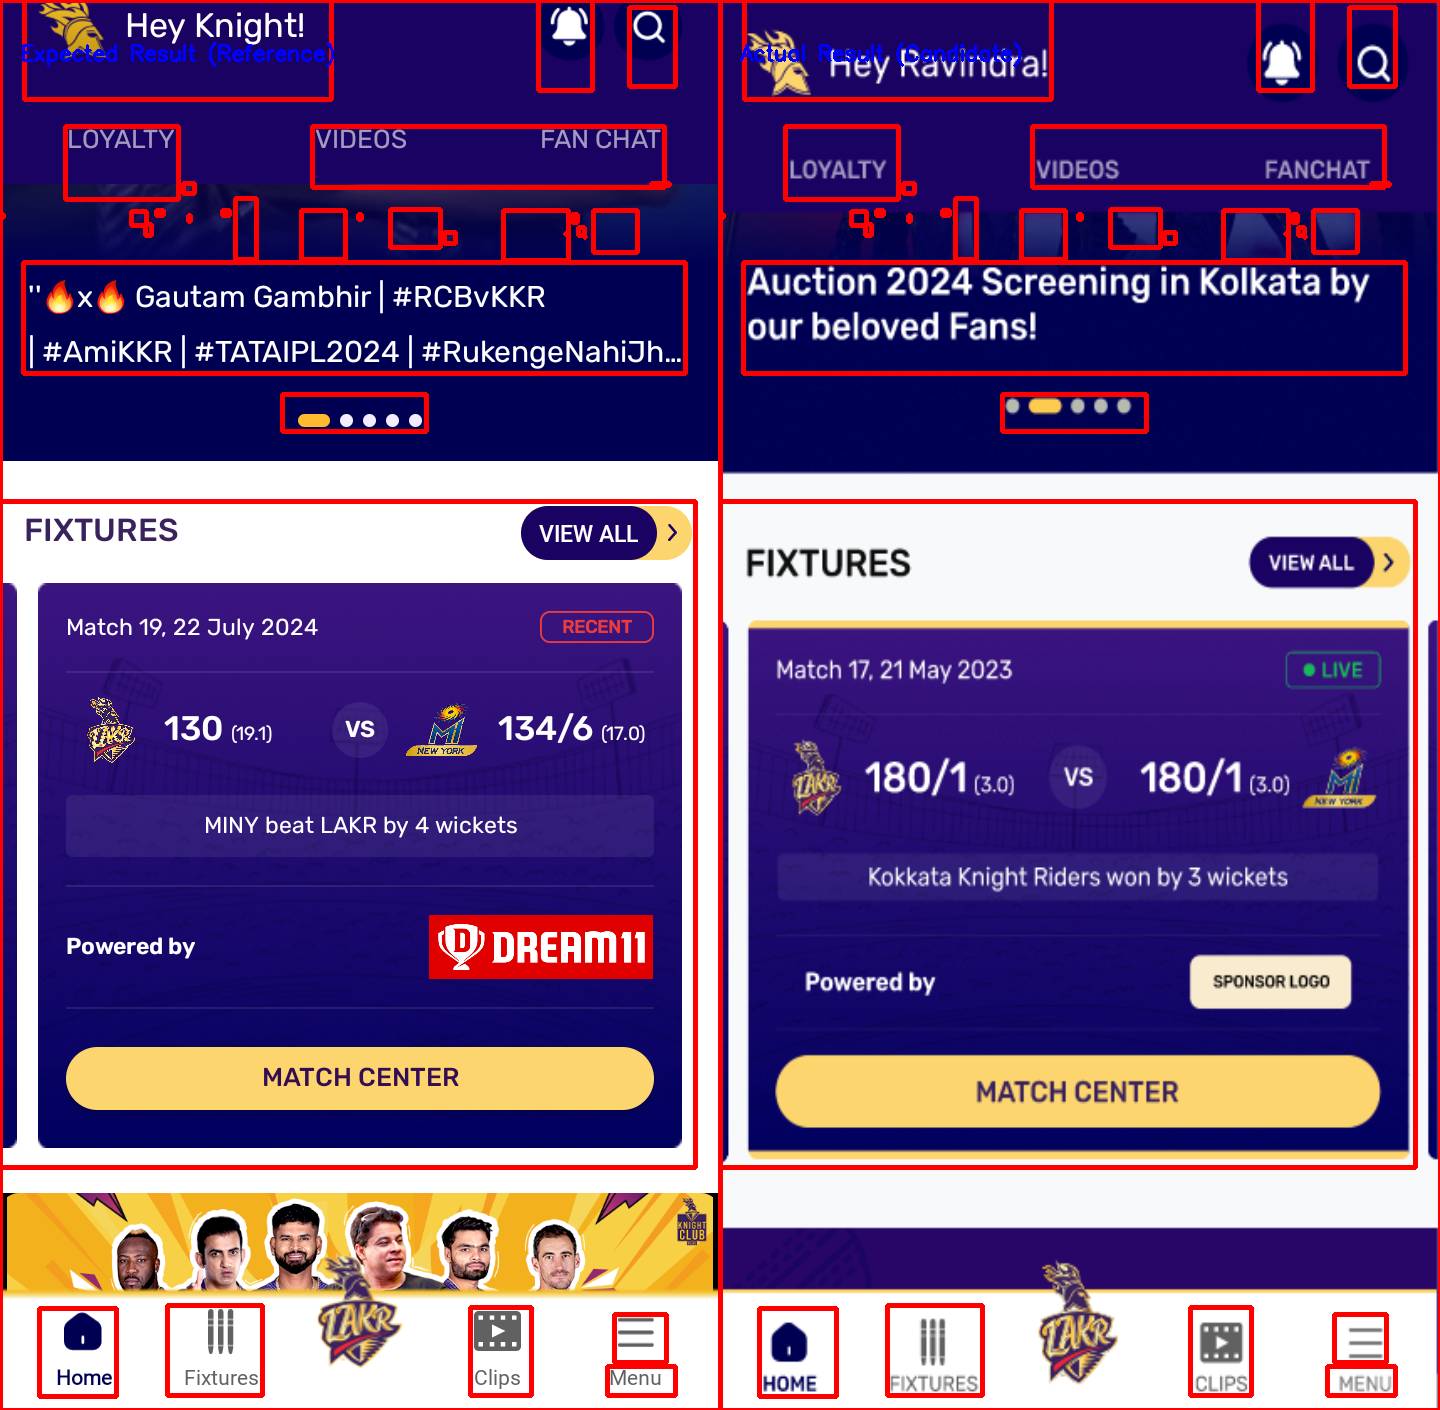 Hey Knight!
Expected Result (Reference)
LOYALTY VIDEOS FAN CHAT
"🔥x🔥 Gautam Gambhir | #RCBvKKR
| #AmiKKR | #TATAIPL2024 | #RukengeNahiJh...
FIXTURES VIEW ALL
Match 19, 22 July 2024 RECENT
LAKR 130 (19.1) VS NEW YORK 134/6 (17.0)
MINY beat LAKR by 4 wickets
Powered by DREAM11
MATCH CENTER
KNIGHT CLUB
LAKR
Home Fixtures Clips Menu
Actual Result (Candidate)
Hey Ravindra!
LOYALTY VIDEOS FANCHAT
Auction 2024 Screening in Kolkata by
our beloved Fans!
FIXTURES VIEW ALL
Match 17, 21 May 2023 LIVE
LAKR 180/1 (3.0) VS 180/1 (3.0) MI NEW YORK
Kokkata Knight Riders won by 3 wickets
Powered by SPONSOR LOGO
MATCH CENTER
LAKR
HOME FIXTURES CLIPS MENU